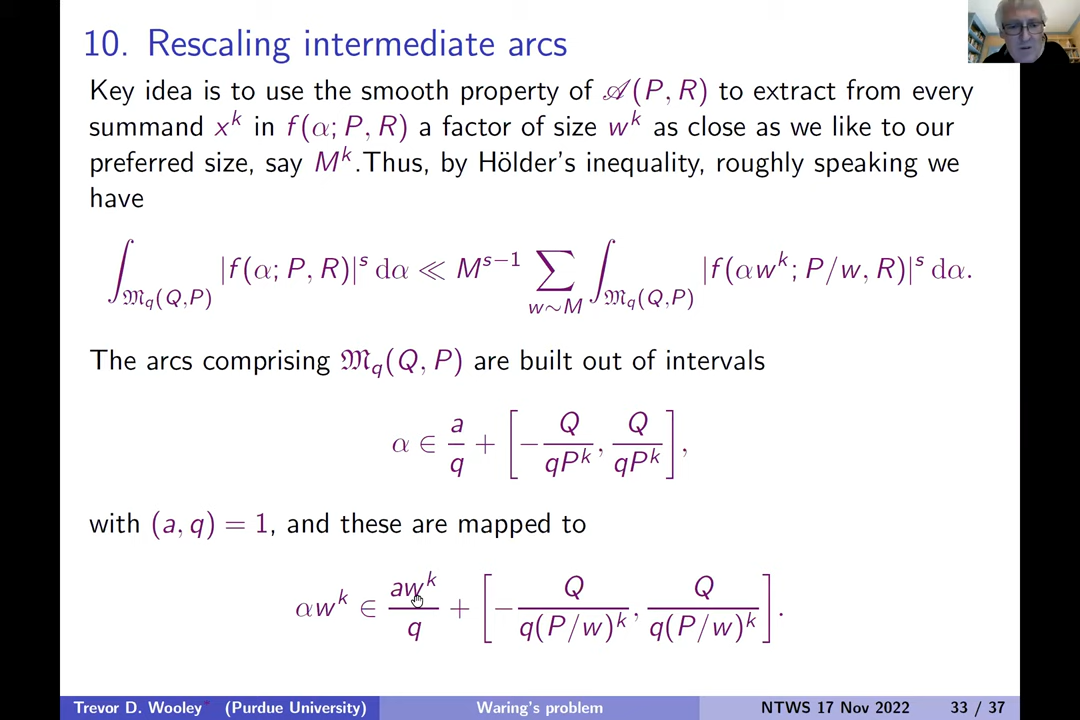 10. Rescaling intermediate arcs
Key idea is to use the smooth property of 𝒜(P, R) to extract from every
summand x^k in f(α; P, R) a factor of size w^k as close as we like to our
preferred size, say M^k.Thus, by Hölder's inequality, roughly speaking we
have
∫_{𝔐_q(Q,P)} |f(α; P, R)|^s dα ≪ M^{s−1} ∑_{w∼M} ∫_{𝔐_q(Q,P)} |f(αw^k; P/w, R)|^s dα.
The arcs comprising 𝔐_q(Q, P) are built out of intervals
α ∈ a/q + [−Q/(qP^k), Q/(qP^k)],
with (a, q) = 1, and these are mapped to
αw^k ∈ aw^k/q + [−Q/(q(P/w)^k), Q/(q(P/w)^k)].
Trevor D. Wooley* (Purdue University) Waring's problem NTWS 17 Nov 2022 33 / 37